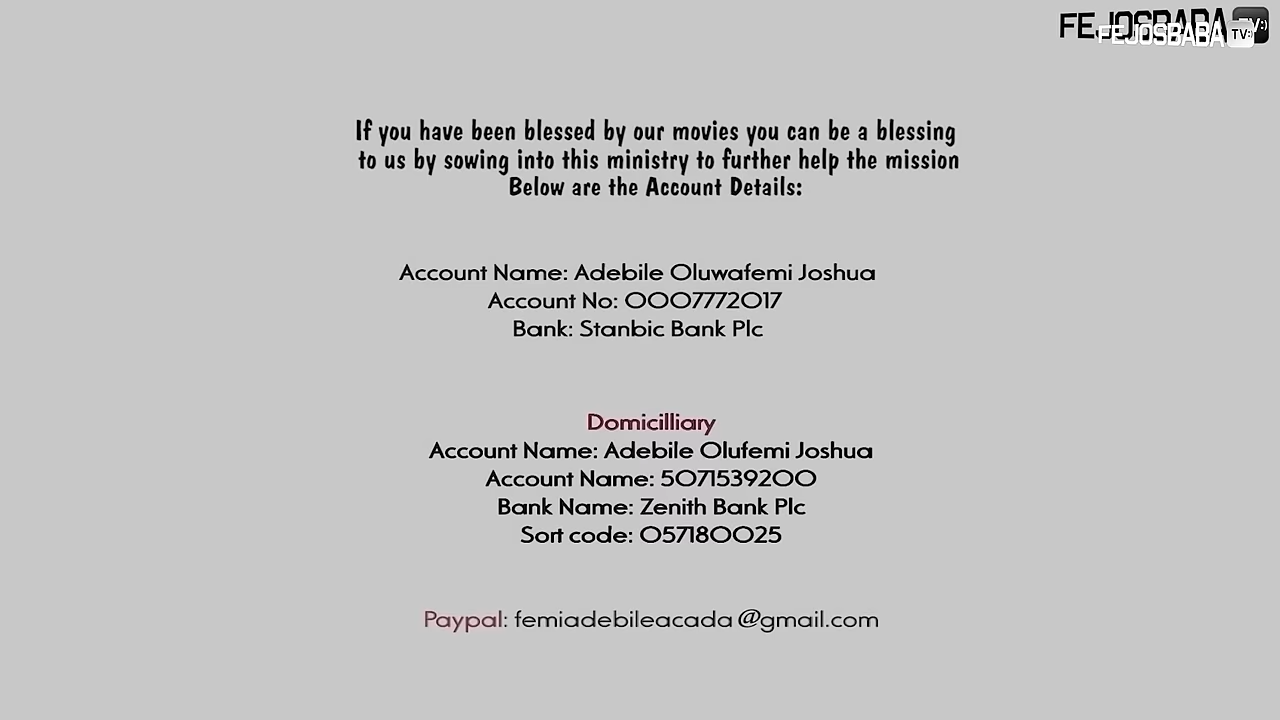 FEJOSBABA TV:)
FEJOSBABA TV:)
If you have been blessed by our movies you can be a blessing
to us by sowing into this ministry to further help the mission
Below are the Account Details:
Account Name: Adebile Oluwafemi Joshua
Account No: 0007772017
Bank: Stanbic Bank Plc
Domicilliary
Account Name: Adebile Olufemi Joshua
Account Name: 5071539200
Bank Name: Zenith Bank Plc
Sort code: 057180025
Paypal: femiadebileacada@gmail.com